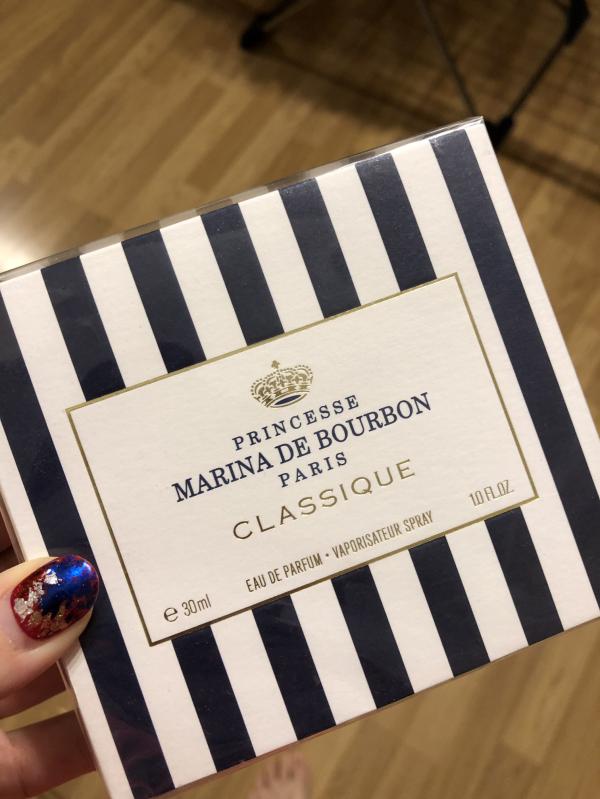 PRINCESSE
MARINA DE BOURBON
PARIS
CLASSIQUE
EAU DE PARFUM • VAPORISATEUR SPRAY
℮ 30ml
1.0 FL.OZ.